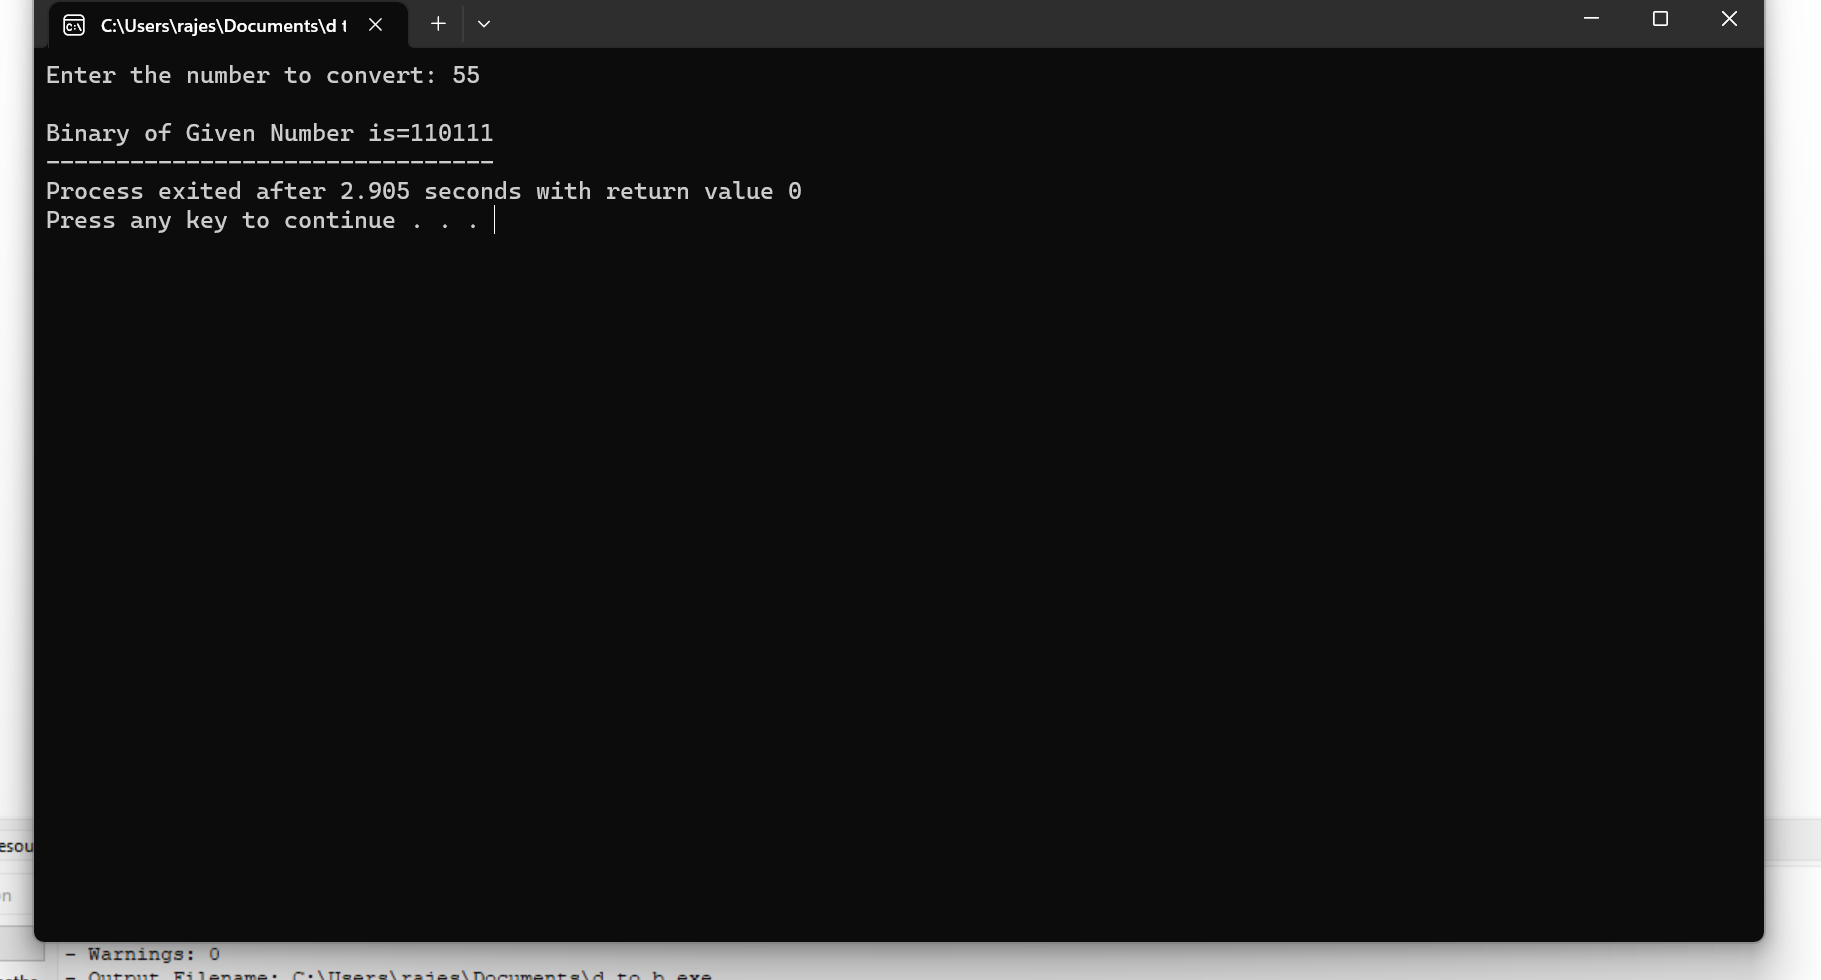 C:\Users\rajes\Documents\d t
Enter the number to convert: 55
Binary of Given Number is=110111
--------------------------------
Process exited after 2.905 seconds with return value 0
Press any key to continue . . .
esou
n
- Warnings: 0
- Output Filename: C:\Users\rajes\Documents\d to b.exe